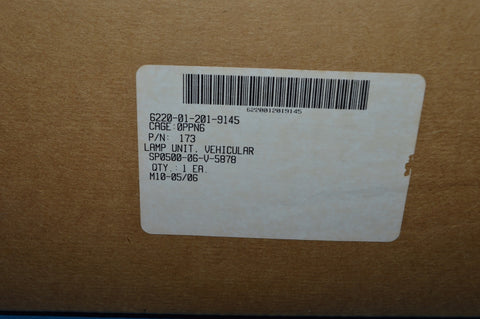 6220012019145
6220-01-201-9145
CAGE:0PPN6
P/N: 173
LAMP UNIT, VEHICULAR
SP0500-06-V-5878
QTY.: 1 EA.
M10-05/06